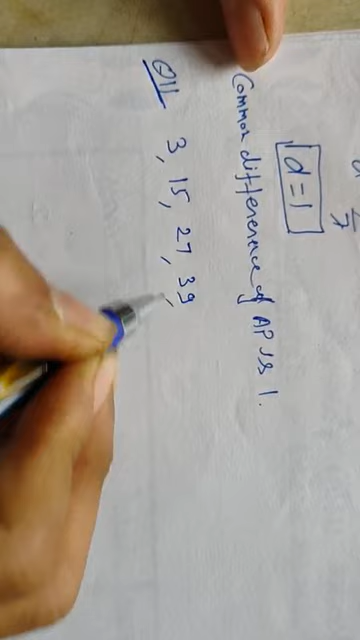 d = 1
Common difference of AP is 1.
Q11 3, 15, 27, 39,